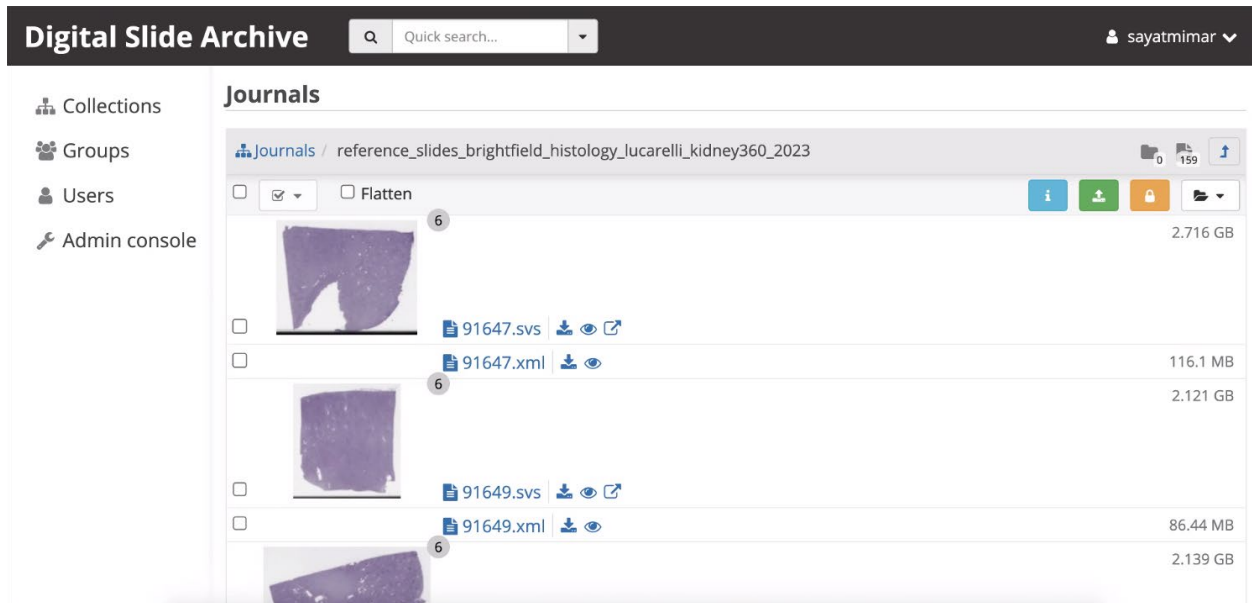 Digital Slide Archive
Quick search...
sayatmimar
Collections
Groups
Users
Admin console
Journals
Journals / reference_slides_brightfield_histology_lucarelli_kidney360_2023
0
159
Flatten
6
2.716 GB
91647.svs
91647.xml
116.1 MB
6
2.121 GB
91649.svs
91649.xml
86.44 MB
6
2.139 GB